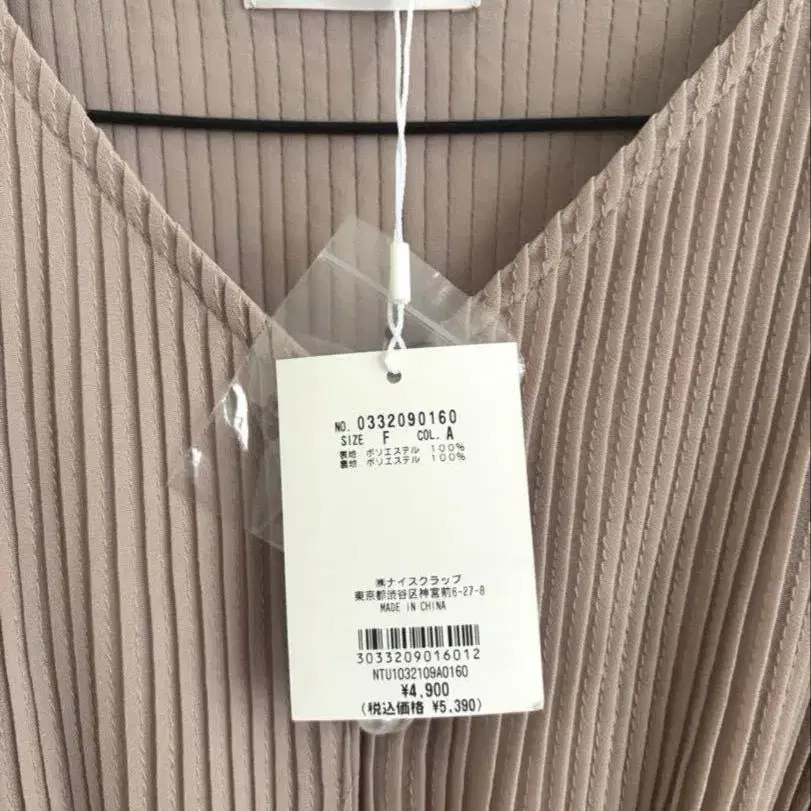 NO. 0332090160
SIZE F COL. A
表地 ポリエステル 100%
裏地 ポリエステル 100%
㈱ナイスクラップ
東京都渋谷区神宮前6-27-8
MADE IN CHINA
3033209016012
NTU1032109A0160
¥4,900
(税込価格 ¥5,390)